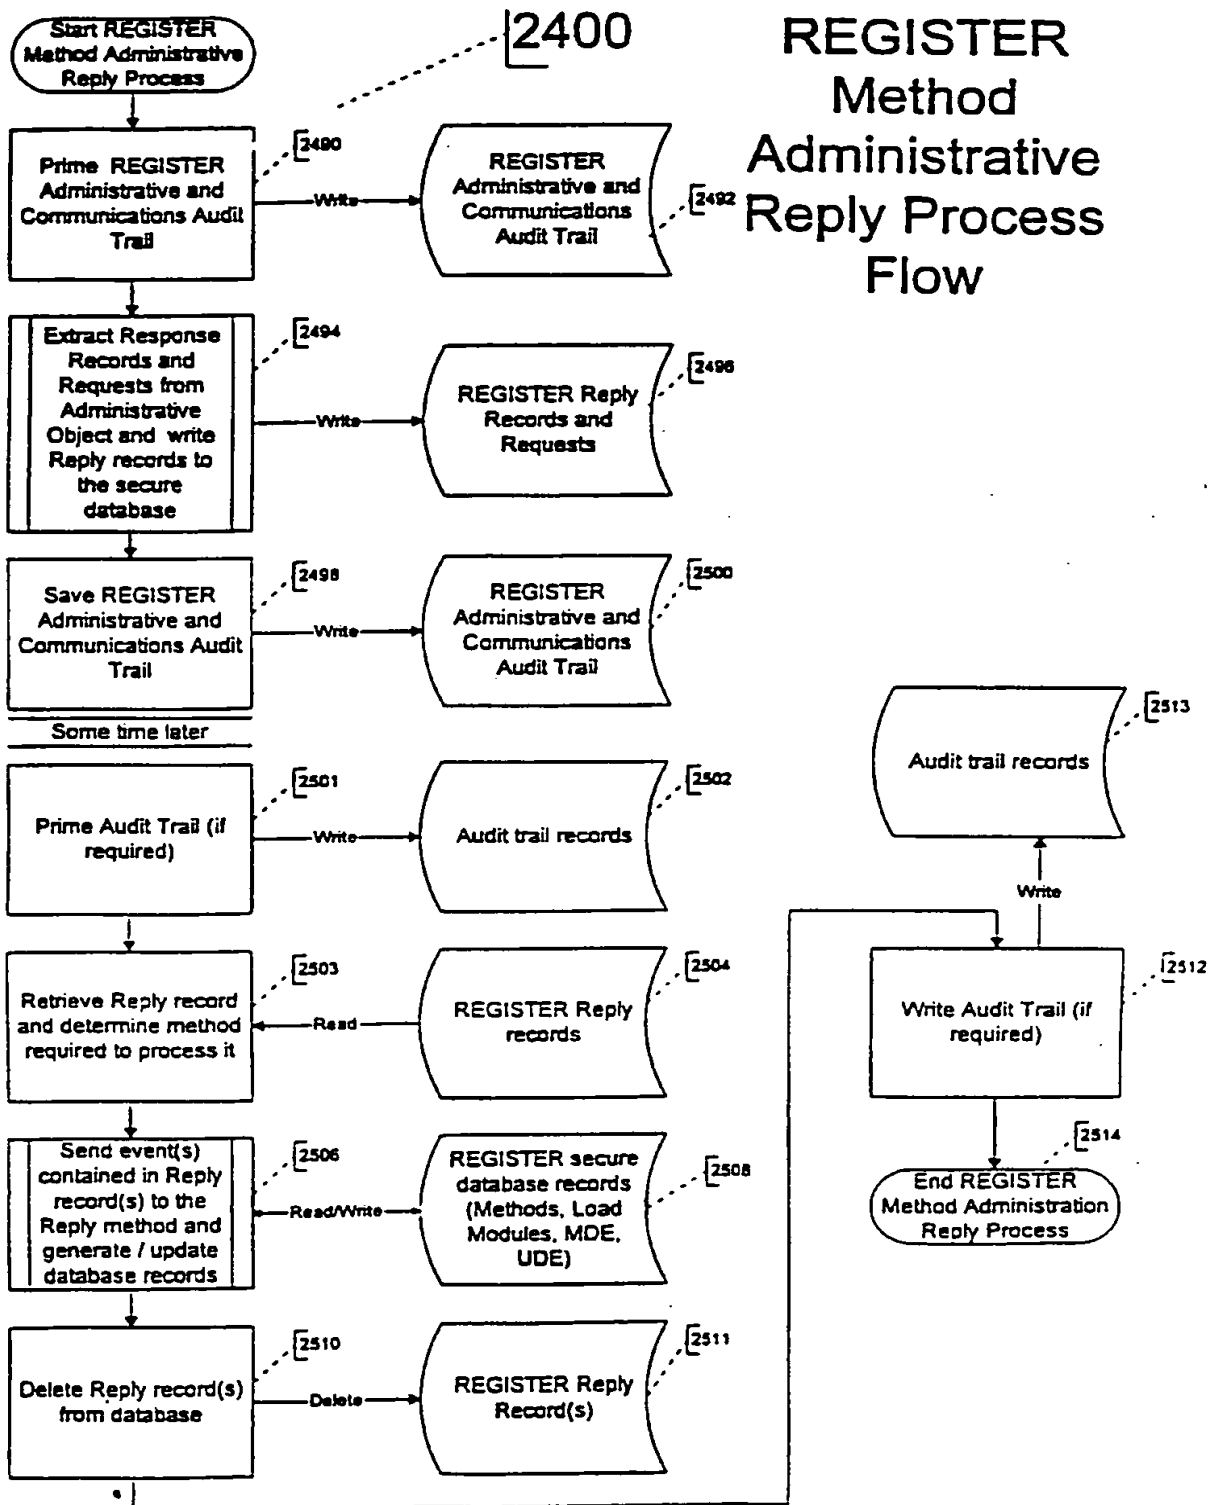 Start REGISTER
Method Administrative
Reply Process
2400
REGISTER
Method
Administrative
Reply Process
Flow
Prime REGISTER
Administrative and
Communications Audit
Trail
2490
Write
REGISTER
Administrative and
Communications
Audit Trail
2492
Extract Response
Records and
Requests from
Administrative
Object and write
Reply records to
the secure
database
2494
Write
REGISTER Reply
Records and
Requests
2496
Save REGISTER
Administrative and
Communications Audit
Trail
2498
Write
REGISTER
Administrative and
Communications
Audit Trail
2500
Some time later
Prime Audit Trail (if
required)
2501
Write
Audit trail records
2502
Retrieve Reply record
and determine method
required to process it
2503
Read
REGISTER Reply
records
2504
Send event(s)
contained in Reply
record(s) to the
Reply method and
generate / update
database records
2506
Read/Write
REGISTER secure
database records
(Methods, Load
Modules, MDE,
UDE)
2508
Delete Reply record(s)
from database
2510
Delete
REGISTER Reply
Record(s)
2511
Audit trail records
2513
Write
Write Audit Trail (if
required)
2512
2514
End REGISTER
Method Administration
Reply Process